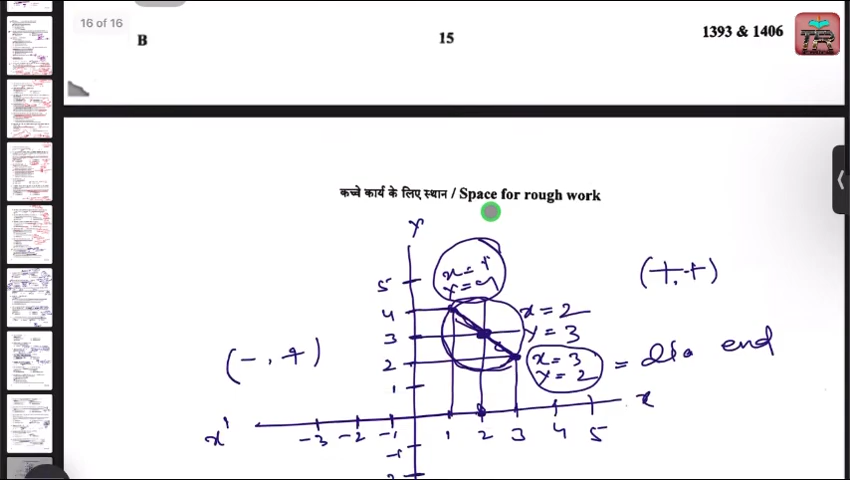 16 of 16
B
15
1393 & 1406
TR
कच्चे कार्य के लिए स्थान / Space for rough work
Y
5
4
3
2
1
x = 1
y = 4
x = 2
y = 3
x = 3
y = 2
= dia end
(+, +)
(-, +)
c
x'
-3 -2 -1
1 2 3 4 5
x
-1